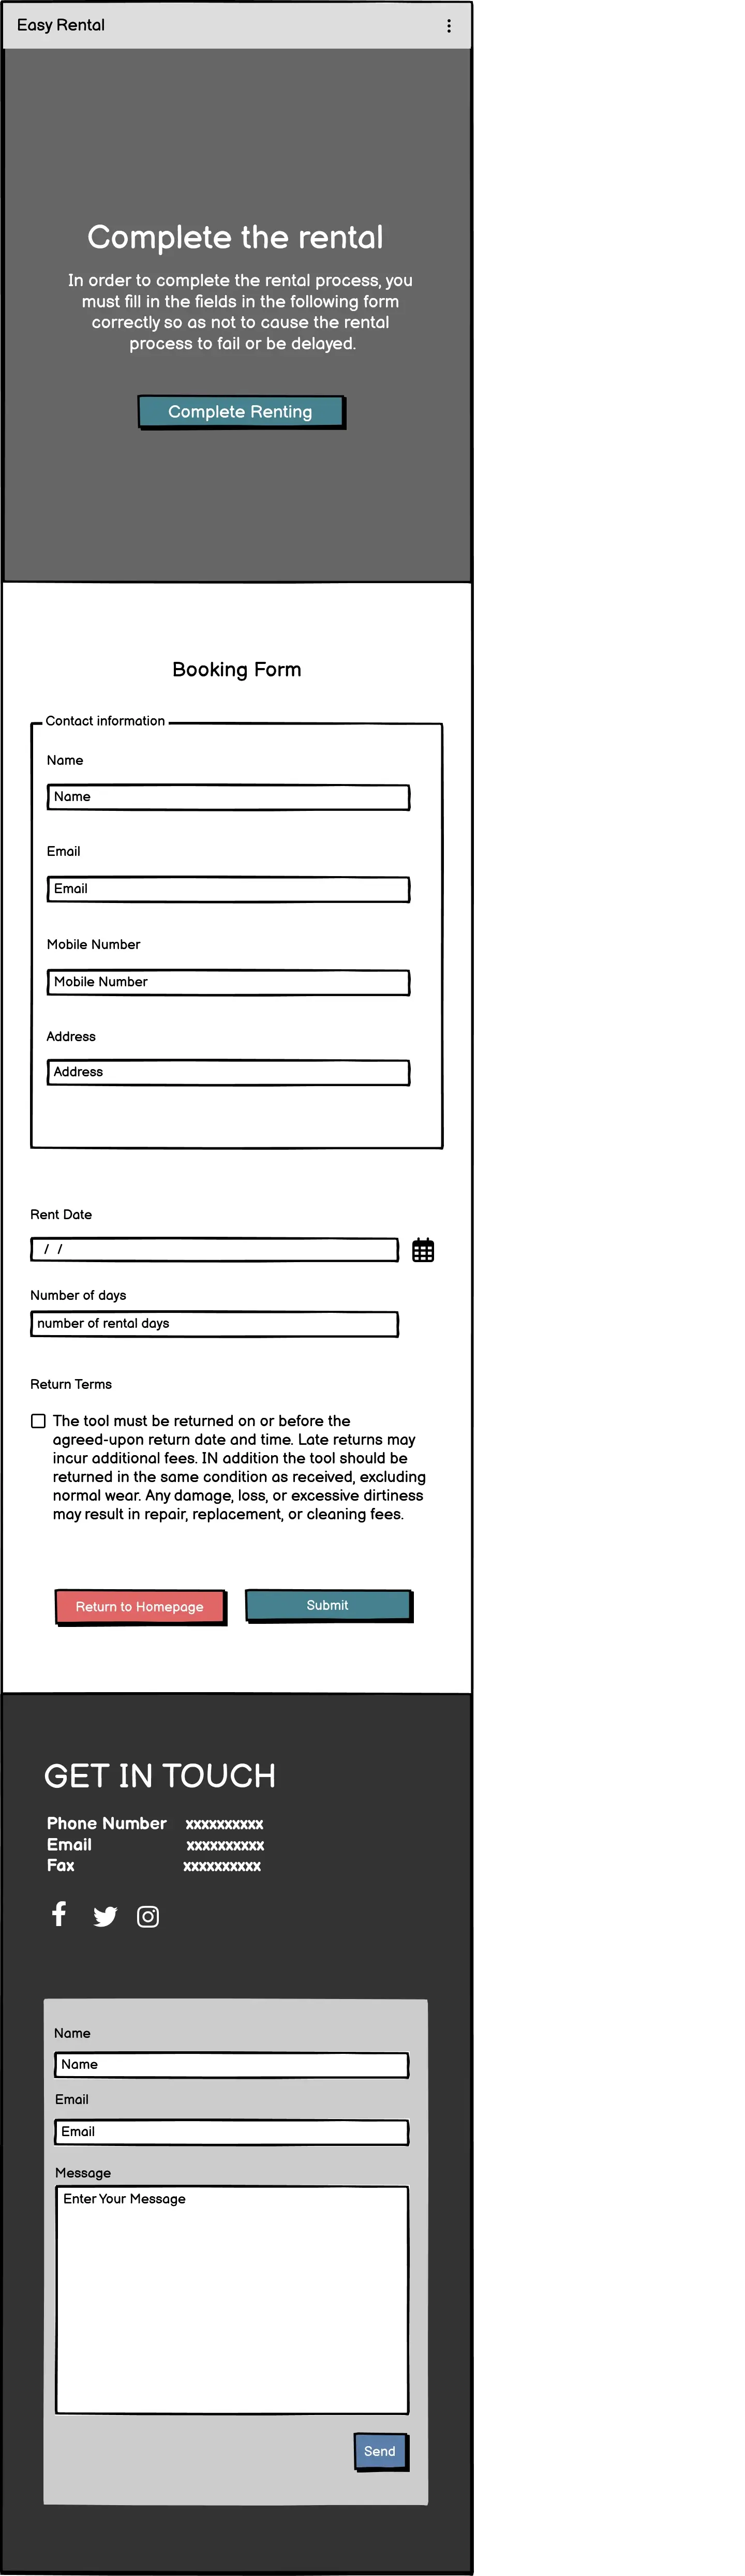 Easy Rental
Complete the rental
In order to complete the rental process, you
must fill in the fields in the following form
correctly so as not to cause the rental
process to fail or be delayed.
Complete Renting
Booking Form
Contact information
Name
Name
Email
Email
Mobile Number
Mobile Number
Address
Address
Rent Date
/ /
Number of days
number of rental days
Return Terms
The tool must be returned on or before the
agreed-upon return date and time. Late returns may
incur additional fees. IN addition the tool should be
returned in the same condition as received, excluding
normal wear. Any damage, loss, or excessive dirtiness
may result in repair, replacement, or cleaning fees.
Return to Homepage
Submit
GET IN TOUCH
Phone Number xxxxxxxxxx
Email xxxxxxxxxx
Fax xxxxxxxxxx
Name
Name
Email
Email
Message
Enter Your Message
Send